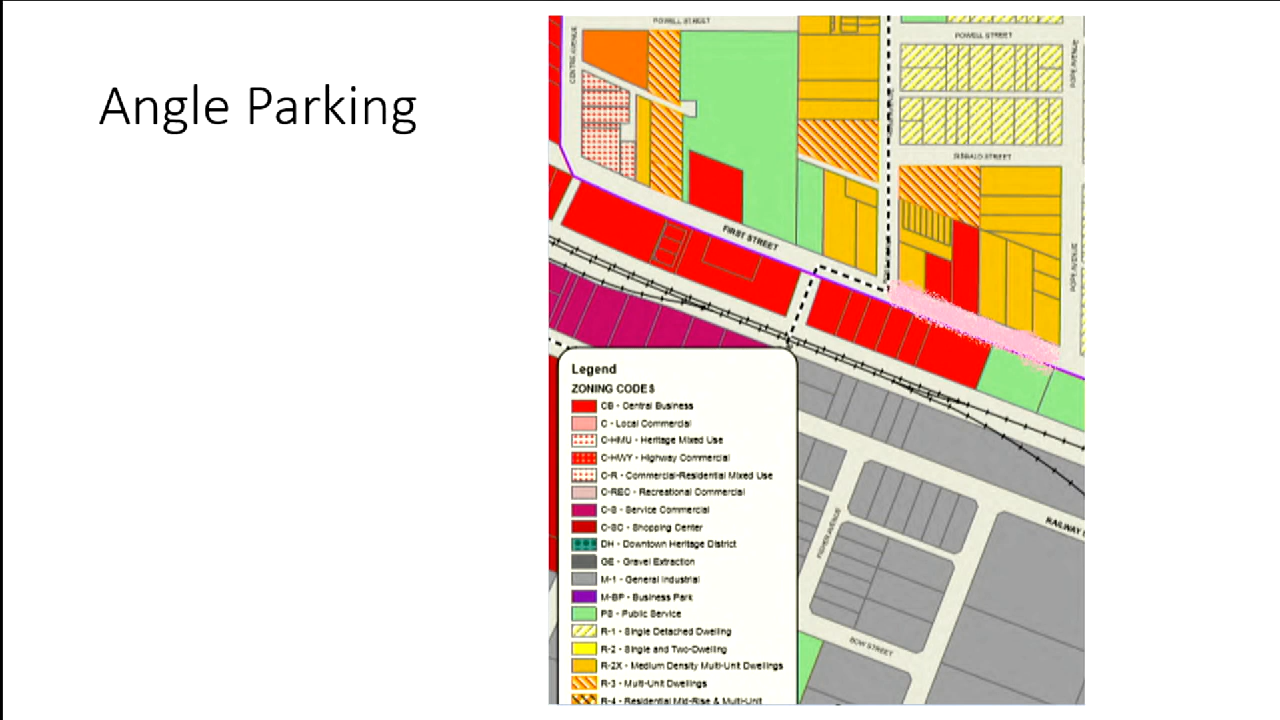 Angle Parking
POWELL STREET
CENTRE AVENUE
POWELL STREET
POPE AVENUE
SIBBALD STREET
FIRST STREET
POPE AVENUE
Legend
ZONING CODES
CB - Central Business
C - Local Commercial
C-HMU - Heritage Mixed Use
C-HWY - Highway Commercial
C-R - Commercial-Residential Mixed Use
C-REC - Recreational Commercial
C-S - Service Commercial
C-SC - Shopping Center
DH - Downtown Heritage District
GE - Gravel Extraction
M-1 - General Industrial
M-BP - Business Park
PS - Public Service
R-1 - Single Detached Dwelling
R-2 - Single and Two-Dwelling
R-2X - Medium Density Multi-Unit Dwellings
R-3 - Multi-Unit Dwellings
R-4 - Residential Mid-Rise & Multi-Unit
FISHER AVENUE
RAILWAY
BOW STREET